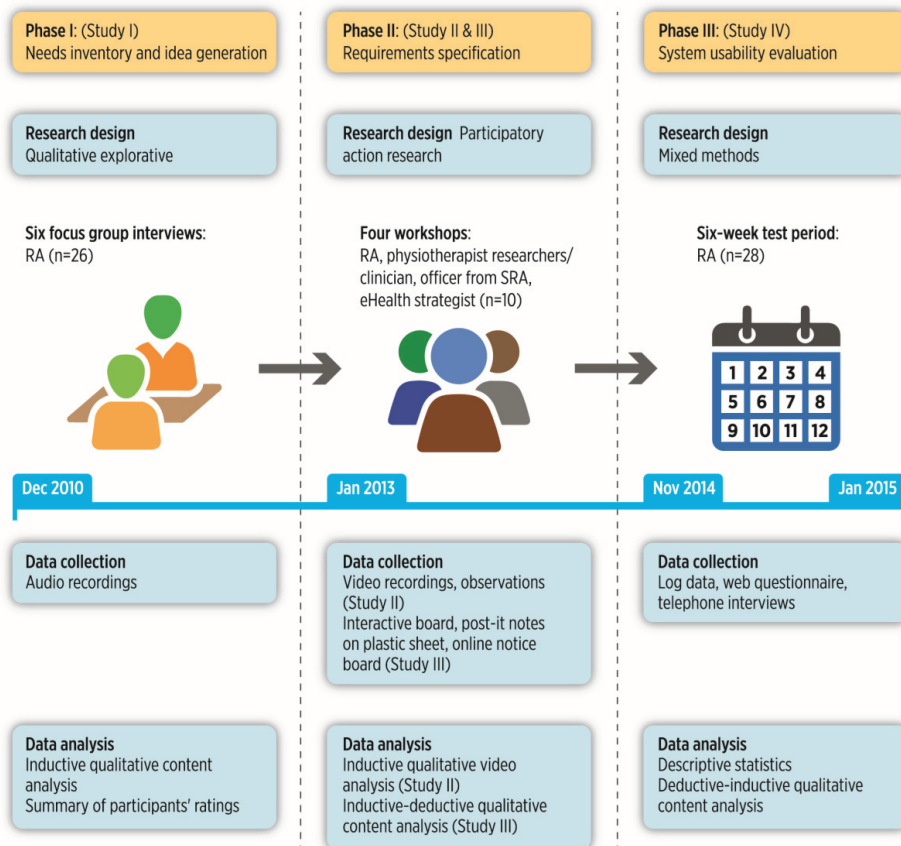 Phase I: (Study I)
Needs inventory and idea generation
Phase II: (Study II & III)
Requirements specification
Phase III: (Study IV)
System usability evaluation
Research design
Qualitative explorative
Research design Participatory
action research
Research design
Mixed methods
Six focus group interviews:
RA (n=26)
Four workshops:
RA, physiotherapist researchers/
clinician, officer from SRA,
eHealth strategist (n=10)
Six-week test period:
RA (n=28)
1 2 3 4
5 6 7 8
9 10 11 12
Dec 2010
Jan 2013
Nov 2014
Jan 2015
Data collection
Audio recordings
Data collection
Video recordings, observations
(Study II)
Interactive board, post-it notes
on plastic sheet, online notice
board (Study III)
Data collection
Log data, web questionnaire,
telephone interviews
Data analysis
Inductive qualitative content
analysis
Summary of participants' ratings
Data analysis
Inductive qualitative video
analysis (Study II)
Inductive-deductive qualitative
content analysis (Study III)
Data analysis
Descriptive statistics
Deductive-inductive qualitative
content analysis